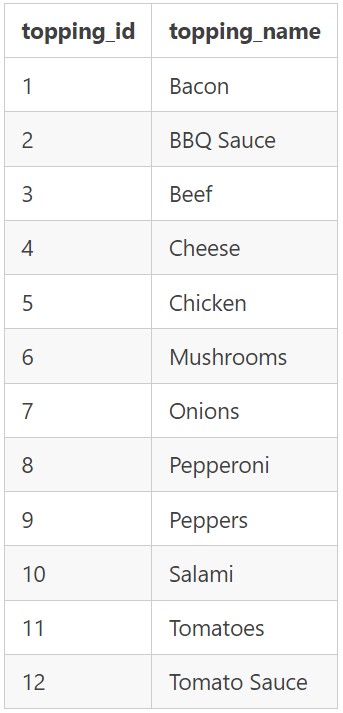 topping_id topping_name
1 Bacon
2 BBQ Sauce
3 Beef
4 Cheese
5 Chicken
6 Mushrooms
7 Onions
8 Pepperoni
9 Peppers
10 Salami
11 Tomatoes
12 Tomato Sauce